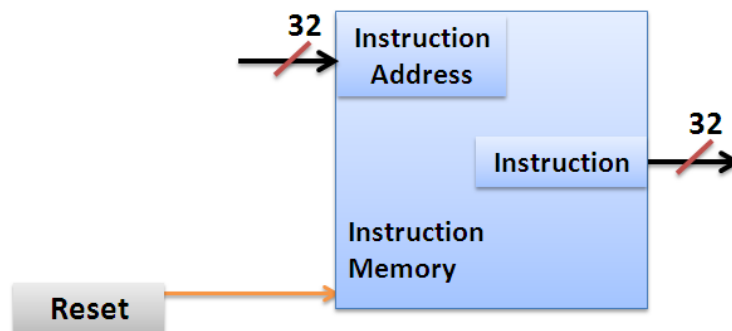 32
Instruction
Address
32
Instruction
Instruction
Memory
Reset